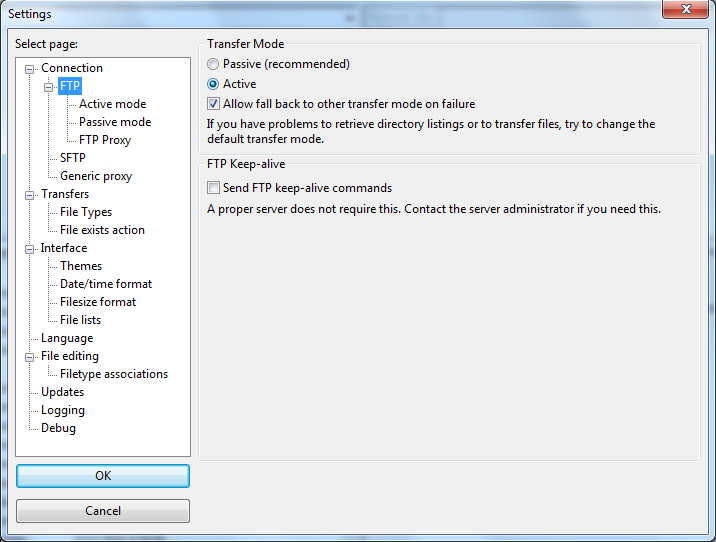 Settings
Select page:
Connection
FTP
Active mode
Passive mode
FTP Proxy
SFTP
Generic proxy
Transfers
File Types
File exists action
Interface
Themes
Date/time format
Filesize format
File lists
Language
File editing
Filetype associations
Updates
Logging
Debug
OK
Cancel
Transfer Mode
Passive (recommended)
Active
Allow fall back to other transfer mode on failure
If you have problems to retrieve directory listings or to transfer files, try to change the
default transfer mode.
FTP Keep-alive
Send FTP keep-alive commands
A proper server does not require this. Contact the server administrator if you need this.